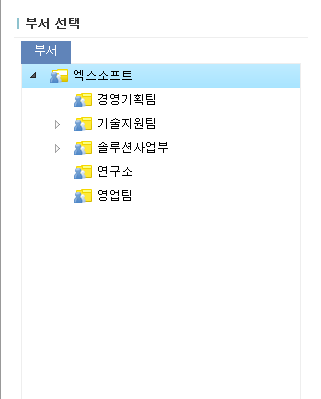 부서 선택
부서
엑스소프트
경영기획팀
기술지원팀
솔루션사업부
연구소
영업팀